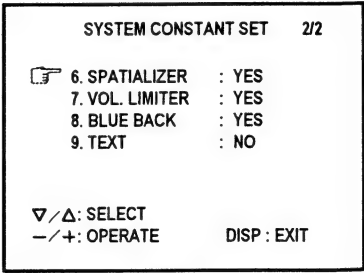 SYSTEM CONSTANT SET 2/2
☞ 6. SPATIALIZER : YES
7. VOL. LIMITER : YES
8. BLUE BACK : YES
9. TEXT : NO
▽/△: SELECT
−/+: OPERATE DISP : EXIT